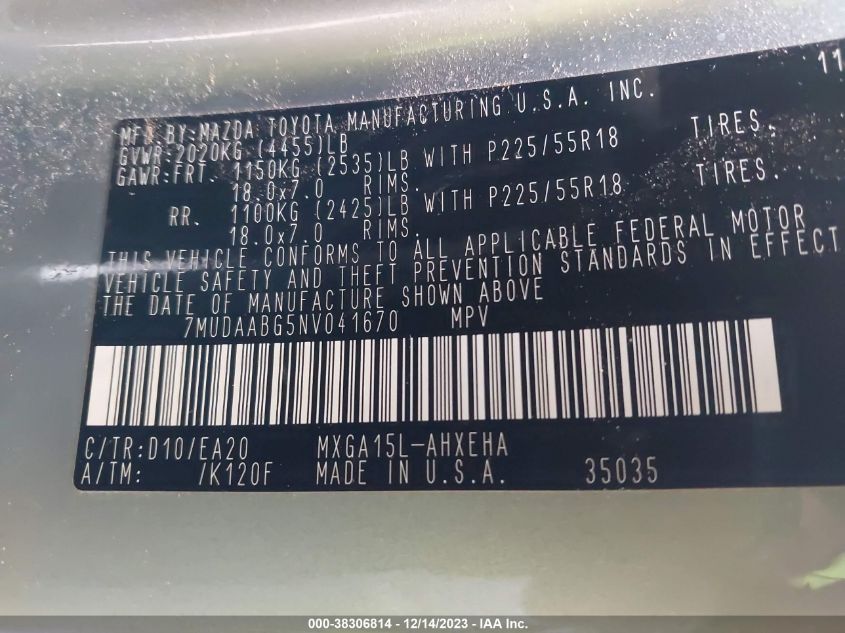 11
MFD BY:MAZDA TOYOTA MANUFACTURING U.S.A. INC.
GVWR:2020KG (4455)LB
GAWR:FRT. 1150KG (2535)LB WITH P225/55R18 TIRES.
18.0x7.0 RIMS.
RR. 1100KG (2425)LB WITH P225/55R18 TIRES.
18.0x7.0 RIMS.
THIS VEHICLE CONFORMS TO ALL APPLICABLE FEDERAL MOTOR
VEHICLE SAFETY AND THEFT PREVENTION STANDARDS IN EFFECT
THE DATE OF MANUFACTURE SHOWN ABOVE
7MUDAABG5NV041670 MPV
C/TR:D10/EA20 MXGA15L-AHXEHA
A/TM: /K120F MADE IN U.S.A. 35035
000-38306814 - 12/14/2023 - IAA Inc.